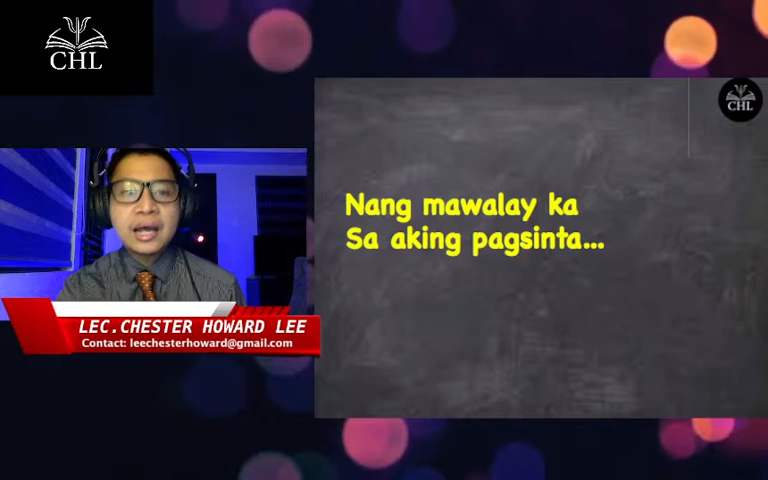 CHL
CHL
Nang mawalay ka
Sa aking pagsinta...
LEC.CHESTER HOWARD LEE
Contact: leechesterhoward@gmail.com